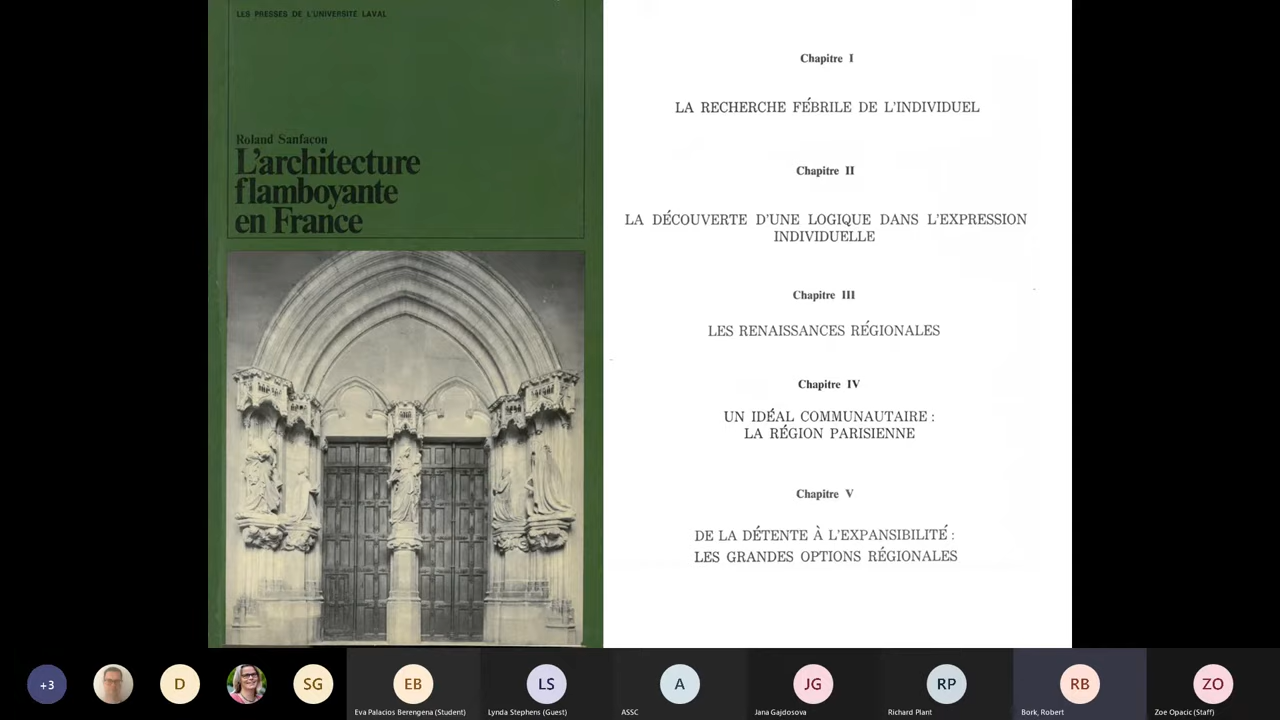 LES PRESSES DE L'UNIVERSITÉ LAVAL
Roland Sanfaçon
L'architecture
flamboyante
en France
Chapitre I
LA RECHERCHE FÉBRILE DE L'INDIVIDUEL
Chapitre II
LA DÉCOUVERTE D'UNE LOGIQUE DANS L'EXPRESSION
INDIVIDUELLE
Chapitre III
LES RENAISSANCES RÉGIONALES
Chapitre IV
UN IDÉAL COMMUNAUTAIRE :
LA RÉGION PARISIENNE
Chapitre V
DE LA DÉTENTE À L'EXPANSIBILITÉ :
LES GRANDES OPTIONS RÉGIONALES
+3
D
SG
EB
LS
A
JG
RP
RB
ZO
Eva Palacios Berengena (Student)
Lynda Stephens (Guest)
ASSC
Jana Gajdosova
Richard Plant
Bork, Robert
Zoe Opacic (Staff)